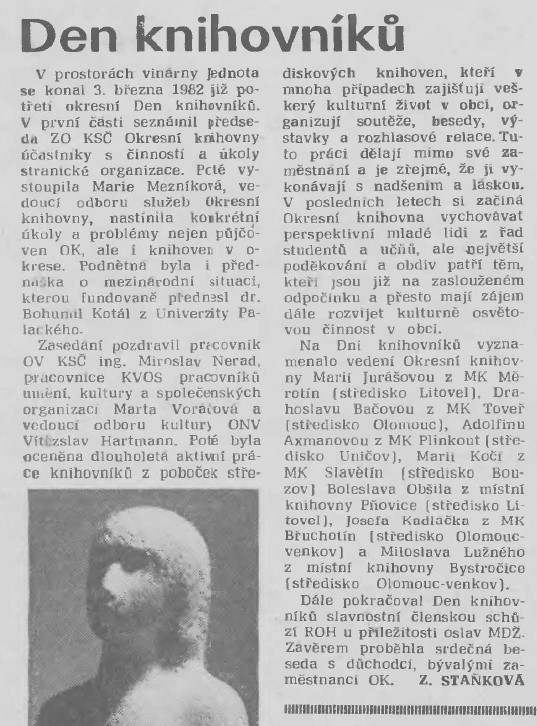 Den knihovníků
V prostorách vinárny Jednota
se konal 3. března 1982 již po-
třetí okresní Den knihovníků.
V první části seznámil předse-
da ZO KSČ Okresní knihovny
účastníky s činností a úkoly
stranické organizace. Poté vy-
stoupila Marie Mezníková, ve-
doucí odboru služeb Okresní
knihovny, nastínila konkrétní
úkoly a problémy nejen půjčo-
ven OK, ale i knihoven v o-
krese. Podnětná byla i před-
náška o mezinárodní situaci,
kterou fundovaně přednesl dr.
Bohumil Kotál z Univerzity Pa-
lackého.
Zasedání pozdravil pracovník
OV KSČ ing. Miroslav Nerad,
pracovnice KVOS pracovníků
umění, kultury a společenských
organizací Marta Voráčová a
vedoucí odboru kultury ONV
Vítězslav Hartmann. Poté byla
oceněna dlouholetá aktivní prá-
ce knihovníků z poboček stře-
diskových knihoven, kteří v
mnoha případech zajišťují veš-
kerý kulturní život v obci, or-
ganizují soutěže, besedy, vý-
stavky a rozhlasové relace. Tu-
to práci dělají mimo své za-
městnání a je zřejmé, že ji vy-
konávají s nadšením a láskou.
V posledních letech si začíná
Okresní knihovna vychovávat
perspektivní mladé lidi z řad
studentů a učňů, ale největší
poděkování a obdiv patří těm,
kteří jsou již na zaslouženém
odpočinku a přesto mají zájem
dále rozvíjet kulturně osvěto-
vou činnost v obci.
Na Dni knihovníků vyzna-
menalo vedení Okresní knihov-
ny Marii Jurášovou z MK Mě-
rotín (středisko Litovel), Dra-
hoslavu Bačovou z MK Toveř
(středisko Olomouc), Adolfinu
Axmanovou z MK Plinkout (stře-
disko Uničov), Marii Kočí z
MK Slavětín (středisko Bou-
zov) Boleslava Obšila z místní
knihovny Pňovice (středisko Li-
tovel), Josefa Kadláčka z MK
Břuchotín (středisko Olomouc-
venkov) a Miloslava Lužného
z místní knihovny Bystročice
(středisko Olomouc-venkov).
Dále pokračoval Den knihov-
níků slavnostní členskou schů-
zí ROH u příležitosti oslav MDŽ.
Závěrem proběhla srdečná be-
seda s důchodci, bývalými za-
městnanci OK. Z. STAŇKOVÁ